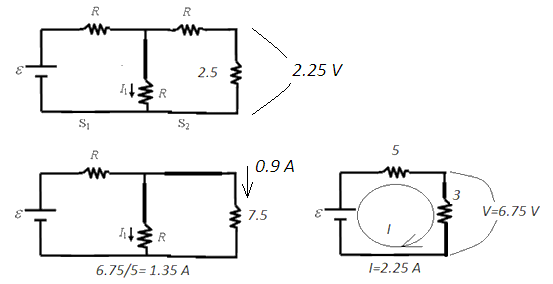 R R
ε 2.5 2.25 V
I₁ R
S₁ S₂
R 0.9 A 5
ε 7.5 ε 3 V=6.75 V
I₁ R I
6.75/5= 1.35 A I=2.25 A